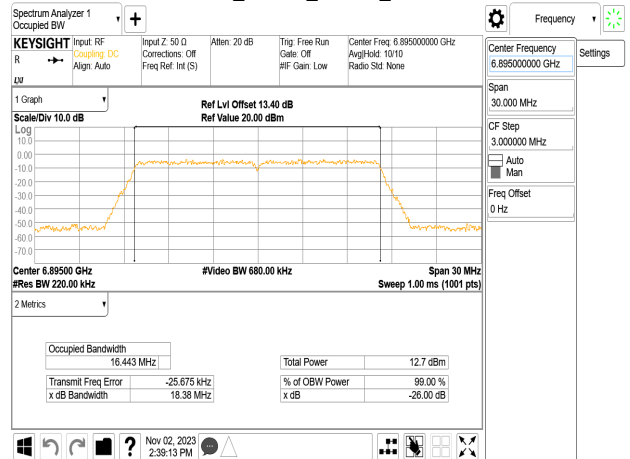 Spectrum Analyzer 1
Occupied BW
Frequency
KEYSIGHT
R
Input: RF
Coupling: DC
Align: Auto
Input Z: 50 Ω
Corrections: Off
Freq Ref: Int (S)
Atten: 20 dB
Trig: Free Run
Gate: Off
#IF Gain: Low
Center Freq: 6.895000000 GHz
Avg|Hold: 10/10
Radio Std: None
Center Frequency
6.895000000 GHz
Settings
Span
30.000 MHz
CF Step
3.000000 MHz
Auto
Man
Freq Offset
0 Hz
1 Graph
Ref Lvl Offset 13.40 dB
Scale/Div 10.0 dB
Ref Value 20.00 dBm
Log
10.0
0.00
-10.0
-20.0
-30.0
-40.0
-50.0
-60.0
-70.0
Center 6.89500 GHz
#Video BW 680.00 kHz
Span 30 MHz
#Res BW 220.00 kHz
Sweep 1.00 ms (1001 pts)
2 Metrics
Occupied Bandwidth
16.443 MHz
Total Power 12.7 dBm
Transmit Freq Error -25.675 kHz
% of OBW Power 99.00 %
x dB Bandwidth 18.38 MHz
x dB -26.00 dB
?
Nov 02, 2023
2:39:13 PM